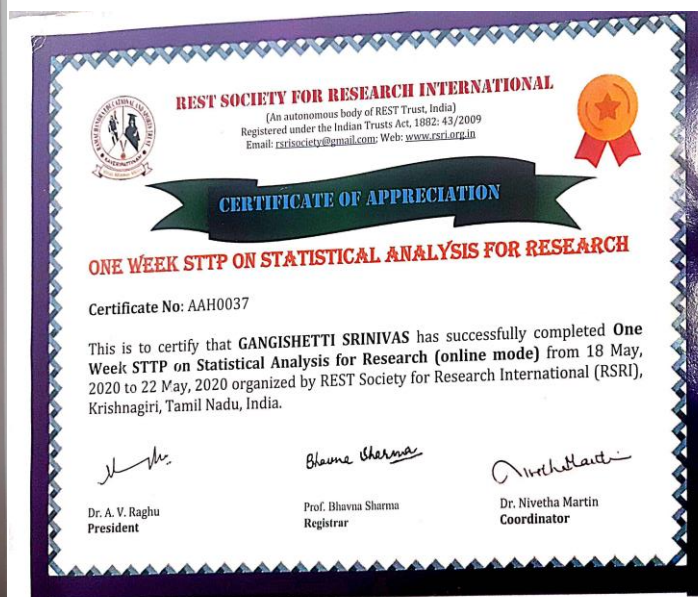 REST SOCIETY FOR RESEARCH INTERNATIONAL
(An autonomous body of REST Trust, India)
Registered under the Indian Trusts Act, 1882: 43/2009
Email: rsrisociety@gmail.com; Web: www.rsri.org.in
CERTIFICATE OF APPRECIATION
ONE WEEK STTP ON STATISTICAL ANALYSIS FOR RESEARCH
Certificate No: AAH0037
This is to certify that GANGISHETTI SRINIVAS has successfully completed One
Week STTP on Statistical Analysis for Research (online mode) from 18 May,
2020 to 22 May, 2020 organized by REST Society for Research International (RSRI),
Krishnagiri, Tamil Nadu, India.
Bhavna Sharma
Dr. A. V. Raghu
President
Prof. Bhavna Sharma
Registrar
Dr. Nivetha Martin
Coordinator